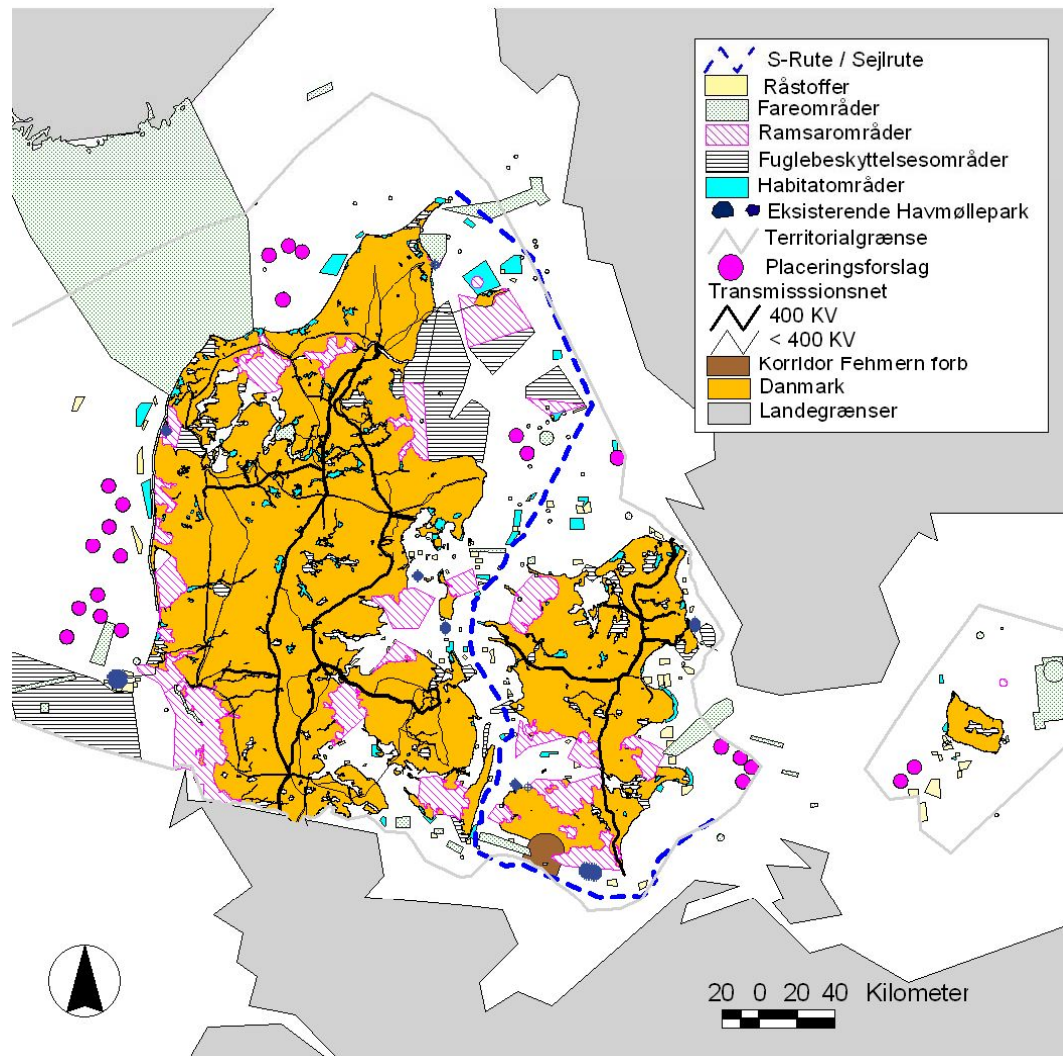 S-Rute / Sejlrute
Råstoffer
Fareområder
Ramsarområder
Fuglebeskyttelsesområder
Habitatområder
Eksisterende Havmøllepark
Territorialgrænse
Placeringsforslag
Transmisssionsnet
400 KV
< 400 KV
Korridor Fehmern forb
Danmark
Landegrænser
20 0 20 40 Kilometer